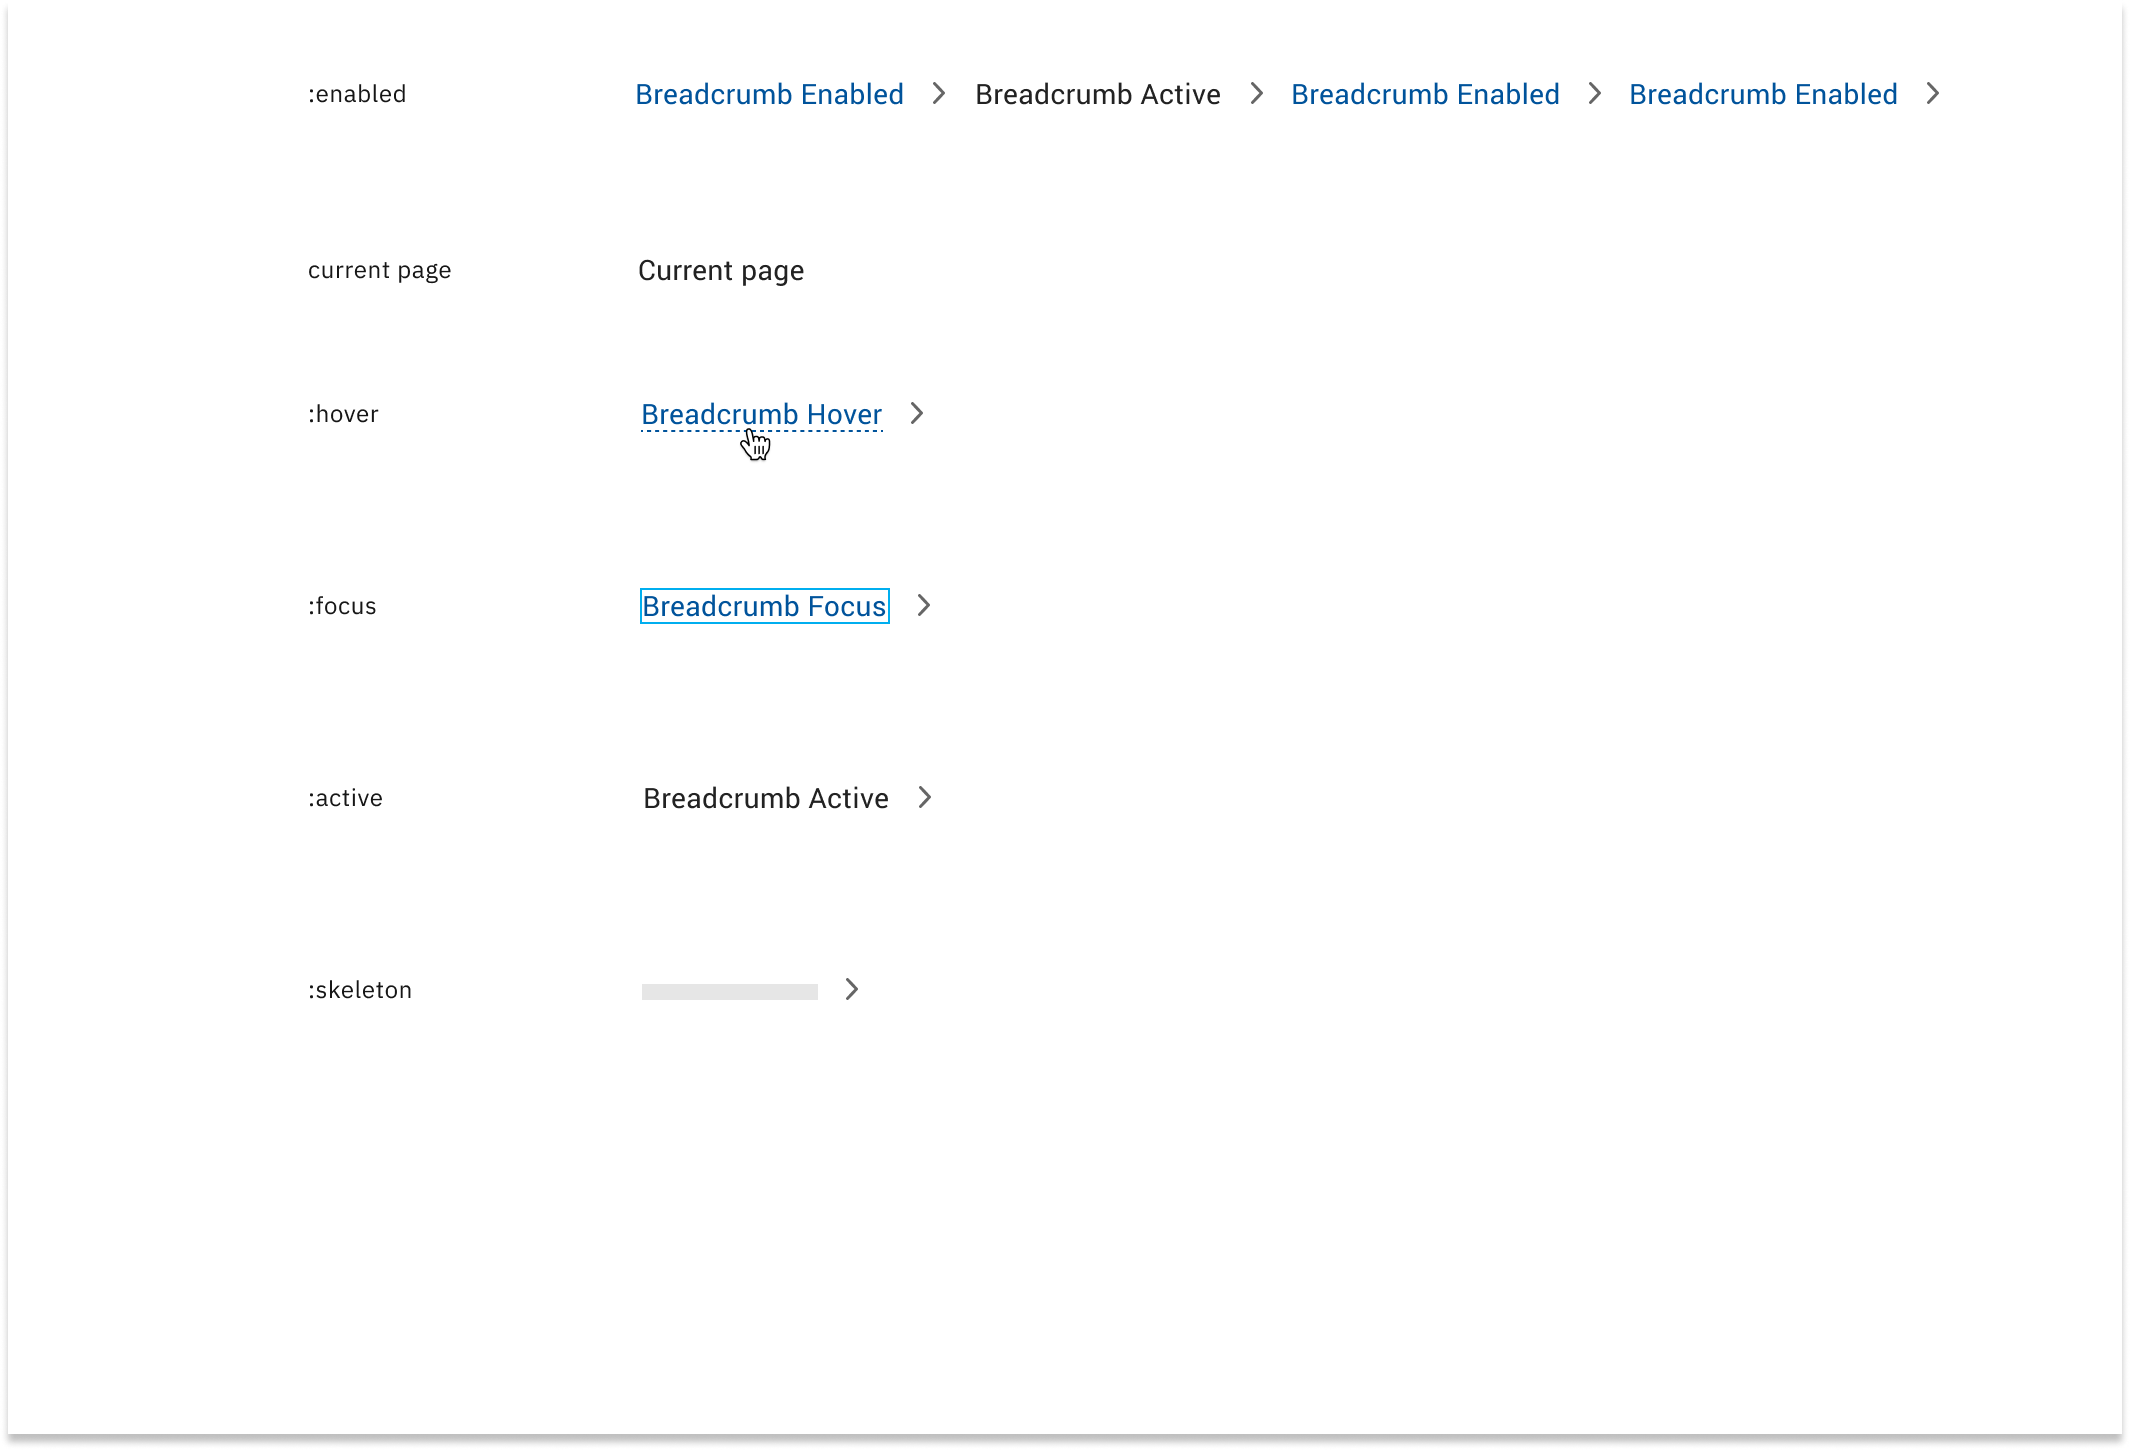 :enabled Breadcrumb Enabled Breadcrumb Active Breadcrumb Enabled Breadcrumb Enabled
current page Current page
:hover Breadcrumb Hover
:focus Breadcrumb Focus
:active Breadcrumb Active
:skeleton